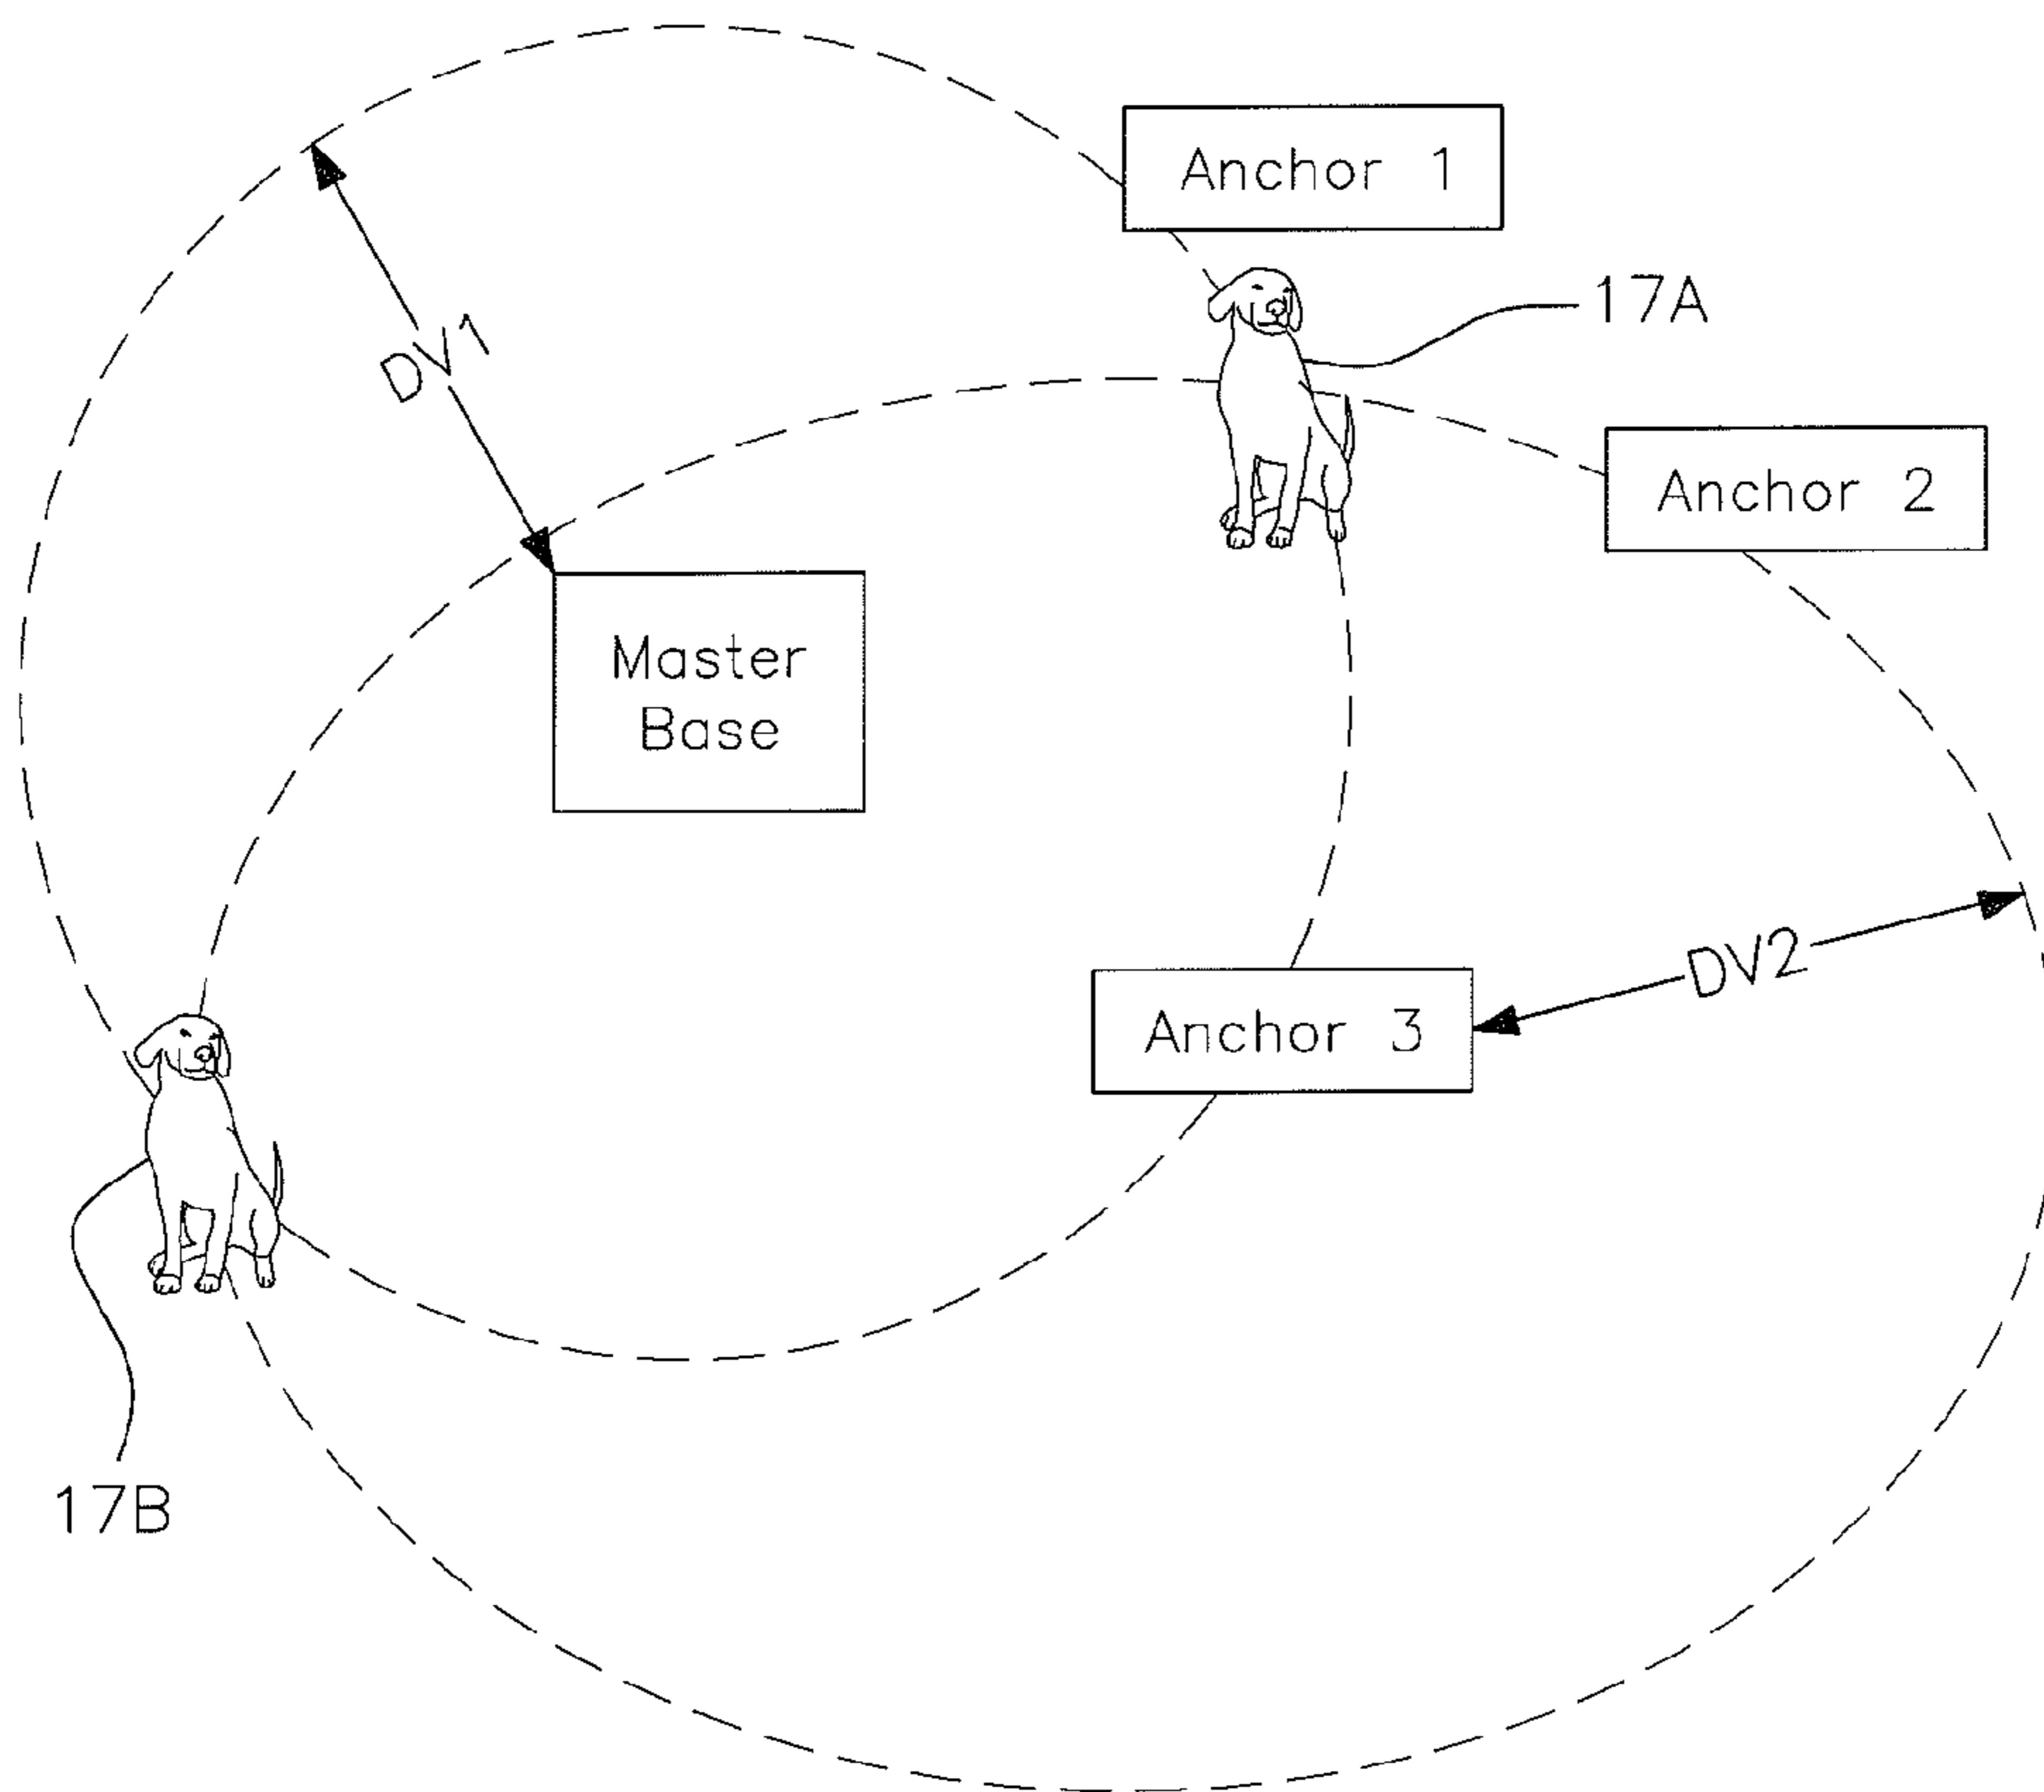 Anchor 1
17A
DV1
Anchor 2
Master
Base
DV2
Anchor 3
17B